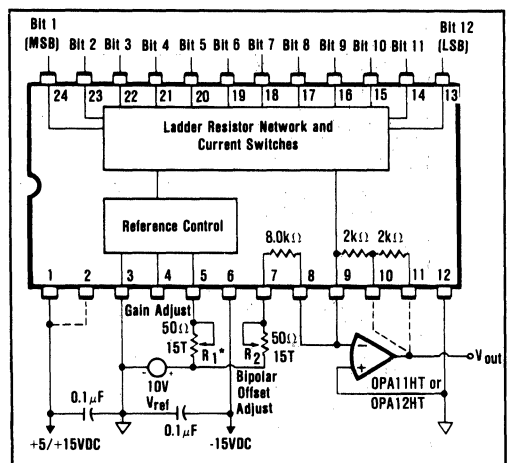 Bit 1 Bit 12
(MSB) Bit 2 Bit 3 Bit 4 Bit 5 Bit 6 Bit 7 Bit 8 Bit 9 Bit 10 Bit 11 (LSB)
24 23 22 21 20 19 18 17 16 15 14 13
Ladder Resistor Network and
Current Switches
Reference Control
8.0kΩ 2kΩ 2kΩ
1 2 3 4 5 6 7 8 9 10 11 12
Gain Adjust
50Ω
15T
R1*
R2
50Ω
15T
10V
Vref
Bipolar
Offset
Adjust
- +
Vout
OPA11HT or
OPA12HT
0.1μF
0.1μF
+5/+15VDC
-15VDC